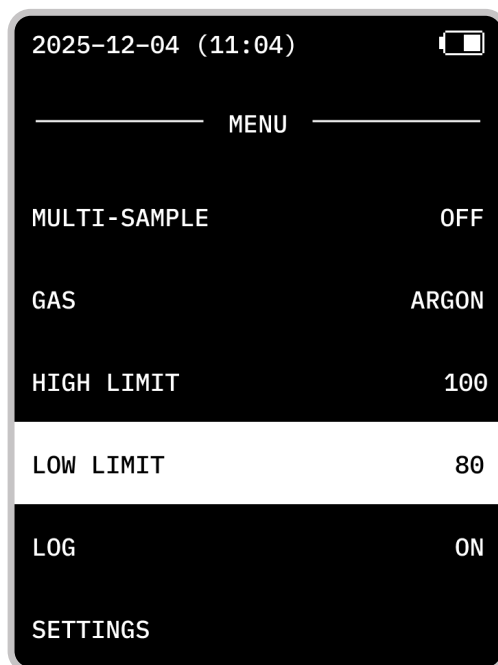 2025-12-04 (11:04)
MENU
MULTI-SAMPLE OFF
GAS ARGON
HIGH LIMIT 100
LOW LIMIT 80
LOG ON
SETTINGS